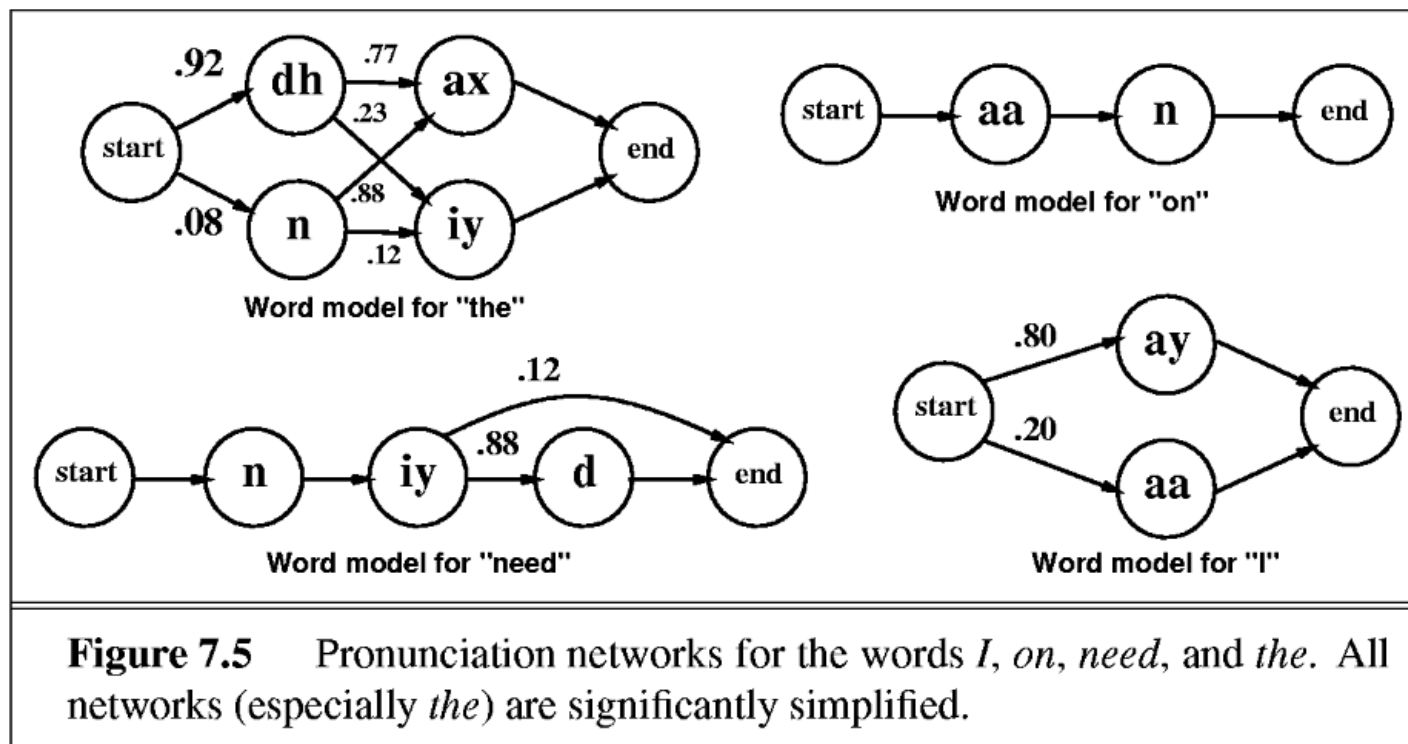 .92
dh
.77
ax
.23
start
end
.88
.08
n
.12
iy
Word model for "the"
start
aa
n
end
Word model for "on"
.12
start
n
iy
.88
d
end
Word model for "need"
.80
ay
start
end
.20
aa
Word model for "I"
Figure 7.5 Pronunciation networks for the words I, on, need, and the. All
networks (especially the) are significantly simplified.